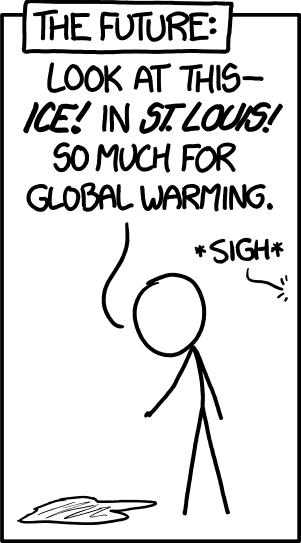 THE FUTURE:
LOOK AT THIS—
ICE! IN ST. LOUIS!
SO MUCH FOR
GLOBAL WARMING.
*SIGH*